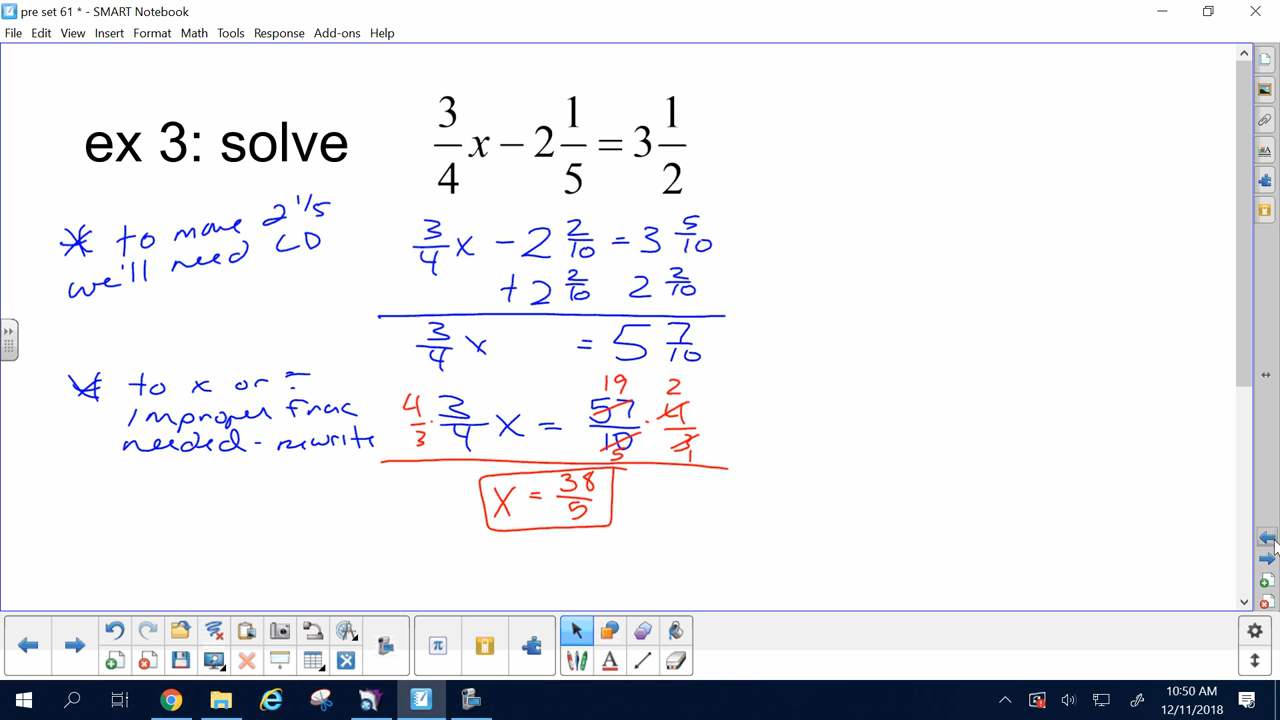 pre set 61 * - SMART Notebook
File Edit View Insert Format Math Tools Response Add-ons Help
ex 3: solve 3/4 x − 2 1/5 = 3 1/2
* to move 2 1/5
we'll need CD
3/4 x − 2 2/10 = 3 5/10
+ 2 2/10 2 2/10
3/4 x = 5 7/10
* to x or ÷
improper frac
needed - rewrite
4/3 · 3/4 x = 57/10 · 4/3
19 2
5 1
x = 38/5
10:50 AM
12/11/2018